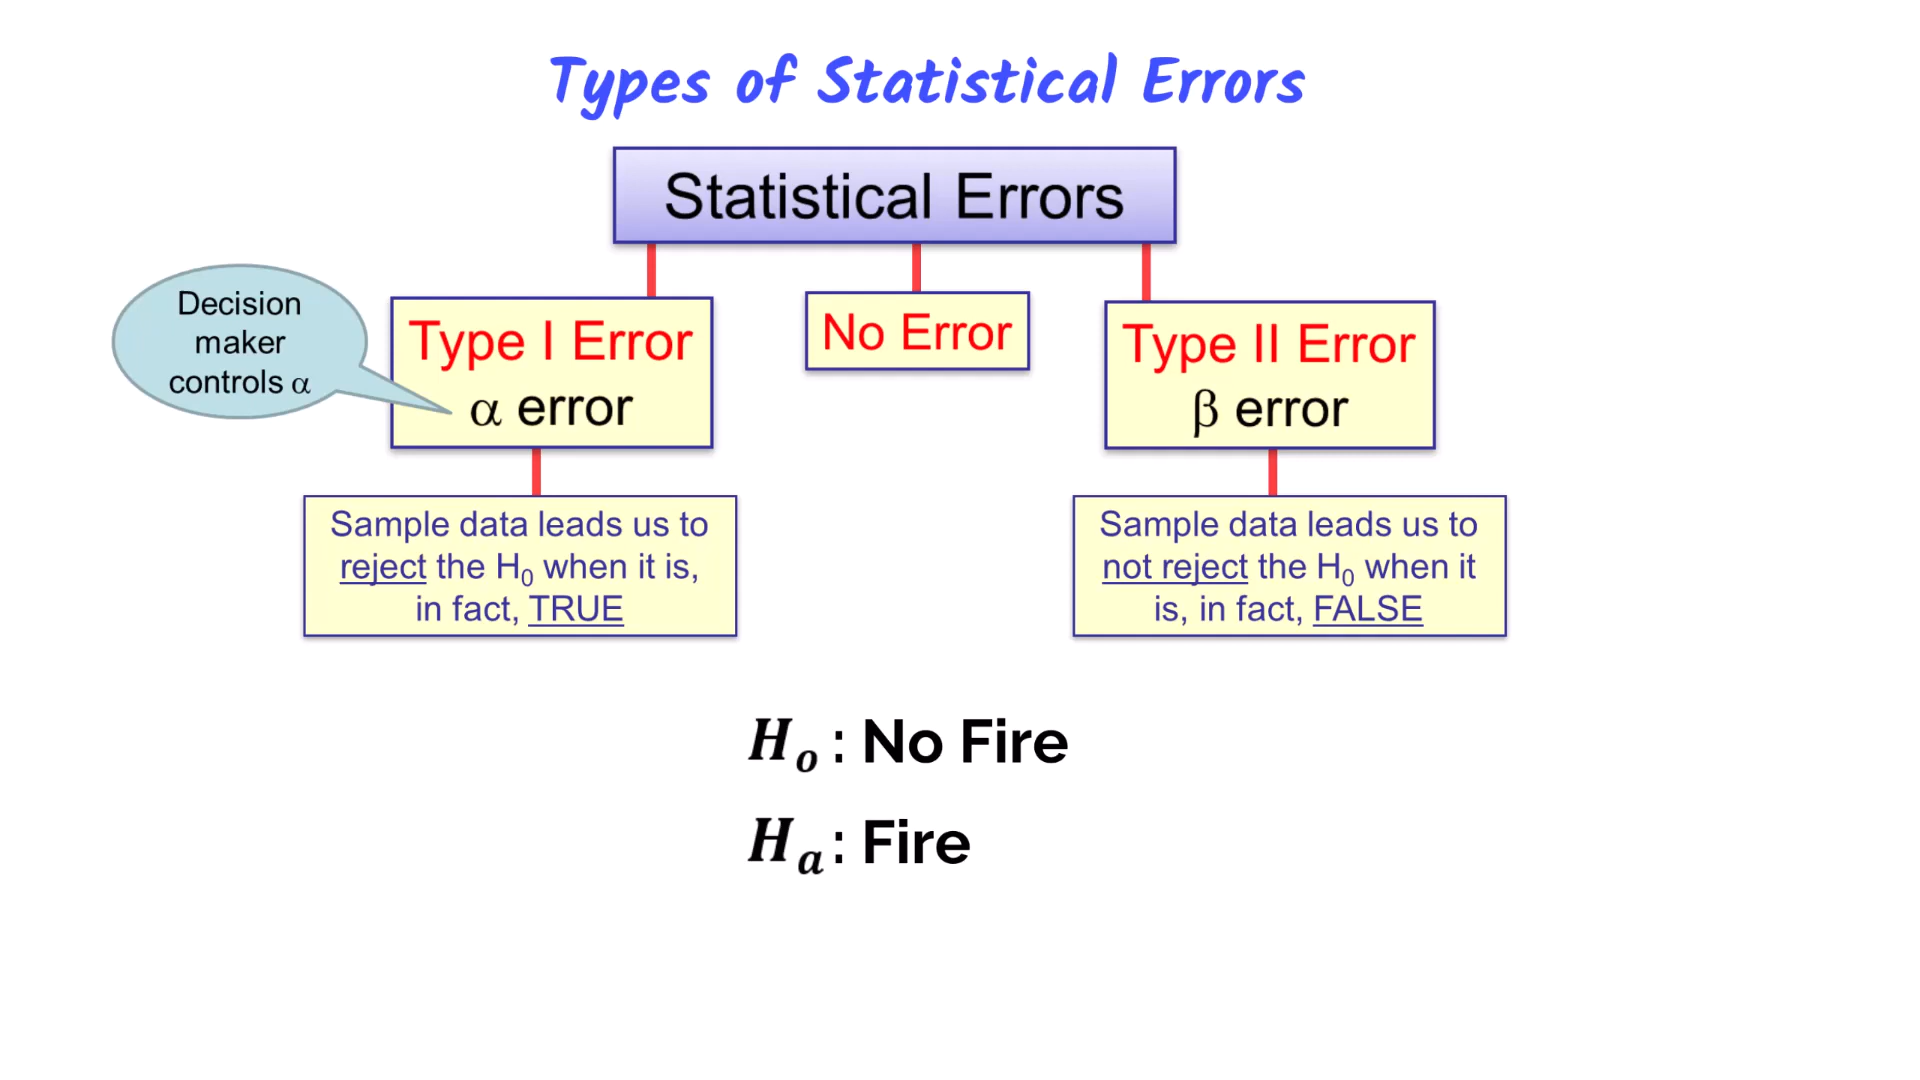 Types of Statistical Errors
Statistical Errors
Decision
maker
controls α
Type I Error
α error
No Error
Type II Error
β error
Sample data leads us to
reject the H₀ when it is,
in fact, TRUE
Sample data leads us to
not reject the H₀ when it
is, in fact, FALSE
Hₒ : No Fire
Hₐ : Fire